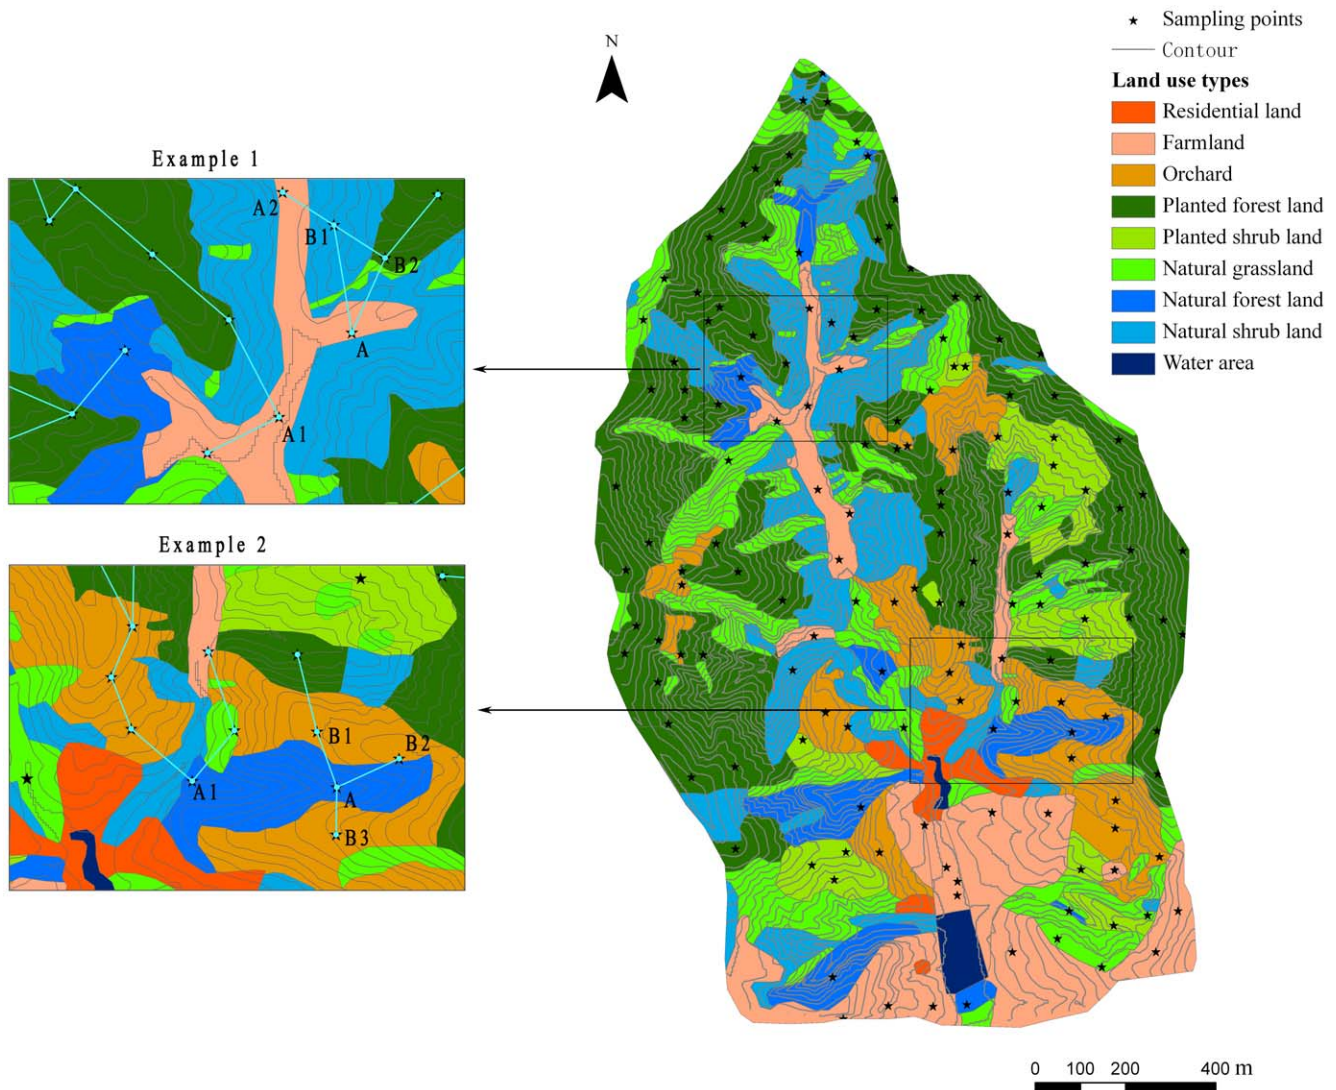 N
Sampling points
Contour
Land use types
Residential land
Farmland
Orchard
Planted forest land
Planted shrub land
Natural grassland
Natural forest land
Natural shrub land
Water area
Example 1
A2
B1
B2
A
A1
Example 2
B1
B2
A1
A
B3
0 100 200 400 m